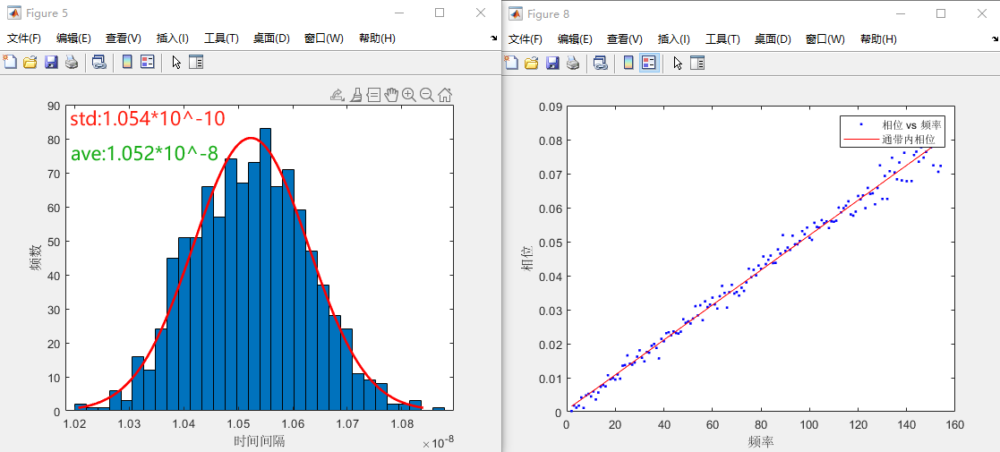 Figure 5
文件(F) 编辑(E) 查看(V) 插入(I) 工具(T) 桌面(D) 窗口(W) 帮助(H)
std:1.054*10^-10
ave:1.052*10^-8
90
80
70
60
50
40
30
20
10
0
频数
1.02 1.03 1.04 1.05 1.06 1.07 1.08
时间间隔
×10-8
Figure 8
文件(F) 编辑(E) 查看(V) 插入(I) 工具(T) 桌面(D) 窗口(W) 帮助(H)
相位 vs 频率
通带内相位
0.09
0.08
0.07
0.06
0.05
0.04
0.03
0.02
0.01
0
相位
0 20 40 60 80 100 120 140 160
频率